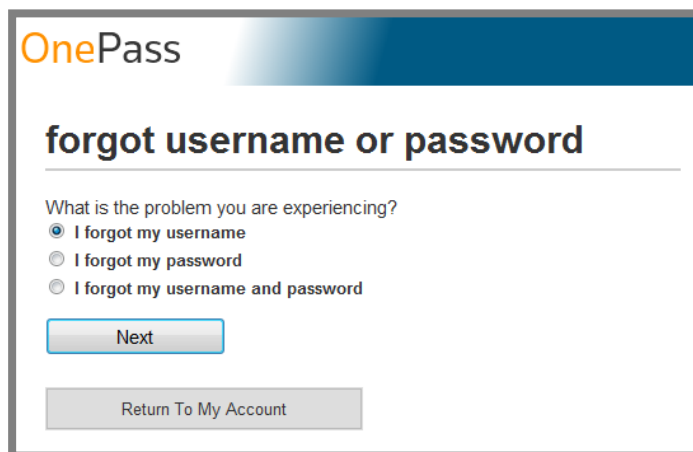 OnePass
forgot username or password
What is the problem you are experiencing?
I forgot my username
I forgot my password
I forgot my username and password
Next
Return To My Account